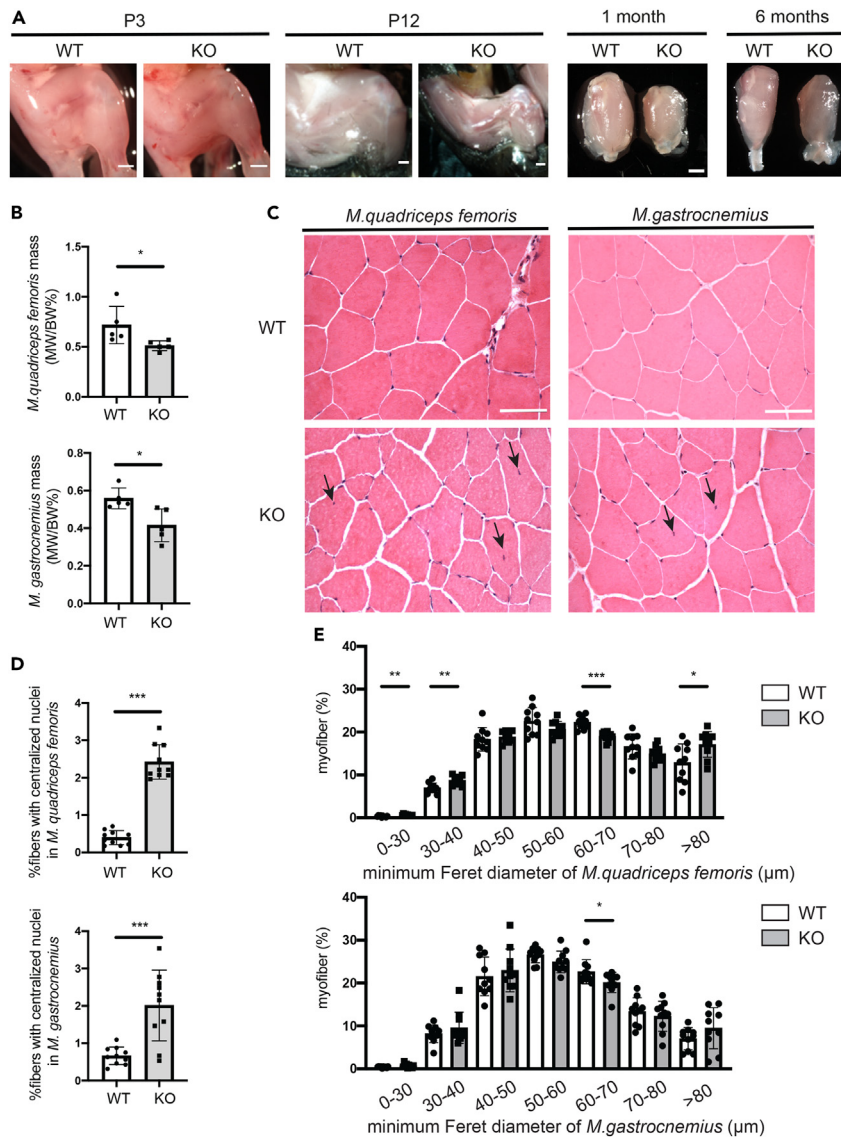 A
P3
P12
1 month
6 months
WT
KO
WT
KO
WT
KO
WT
KO
B
M.quadriceps femoris mass
(MW/BW%)
1.5
1.0
0.5
0.0
*
WT
KO
M. gastrocnemius mass
(MW/BW%)
0.8
0.6
0.4
0.2
0.0
*
WT
KO
C
M.quadriceps femoris
M.gastrocnemius
WT
KO
D
%fibers with centralized nuclei
in M. quadriceps femoris
4
3
2
1
0
***
WT
KO
%fibers with centralized nuclei
in M. gastrocnemius
4
3
2
1
0
***
WT
KO
E
myofiber (%)
40
30
20
10
0
**
**
***
*
WT
KO
0-30
30-40
40-50
50-60
60-70
70-80
>80
minimum Feret diameter of M.quadriceps femoris (μm)
myofiber (%)
40
30
20
10
0
*
WT
KO
0-30
30-40
40-50
50-60
60-70
70-80
>80
minimum Feret diameter of M.gastrocnemius (μm)